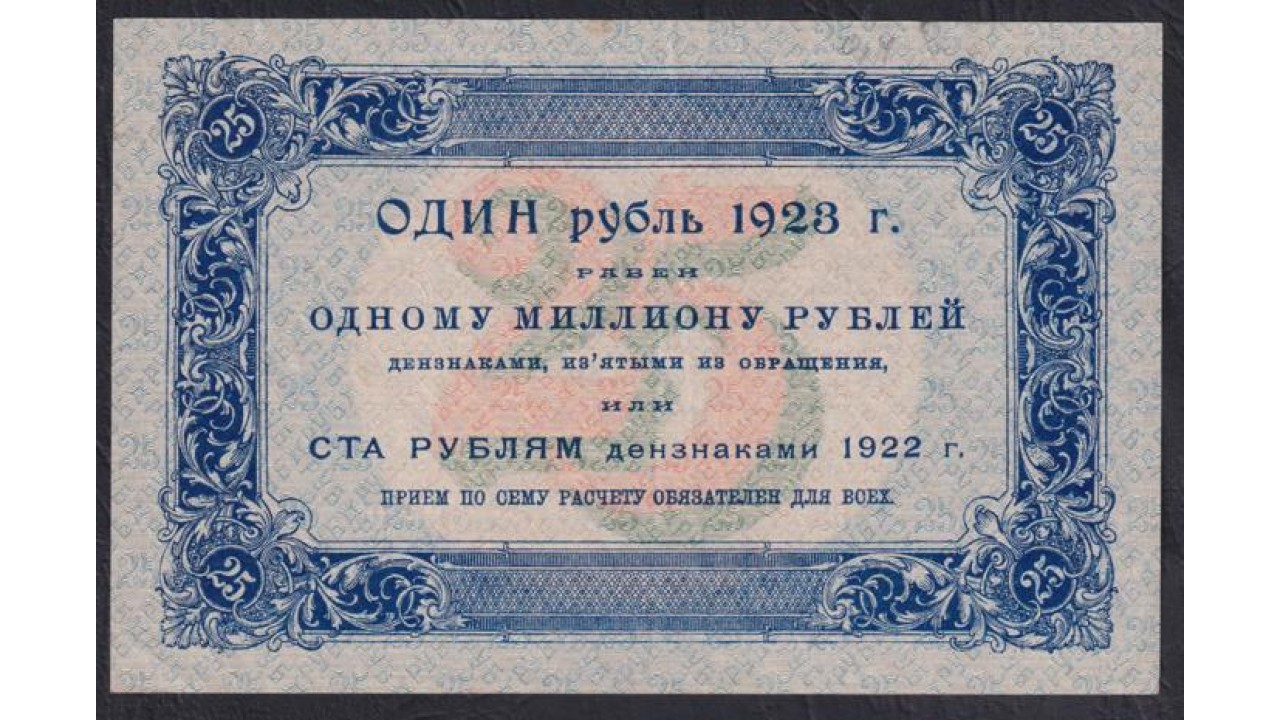 25 25
ОДИН рубль 1923 г.
РАВЕН
ОДНОМУ МИЛЛИОНУ РУБЛЕЙ
ДЕНЗНАКАМИ, ИЗ’ЯТЫМИ ИЗ ОБРАЩЕНИЯ,
ИЛИ
СТА РУБЛЯМ дензнаками 1922 г.
ПРИЕМ ПО СЕМУ РАСЧЕТУ ОБЯЗАТЕЛЕН ДЛЯ ВСЕХ.
25
25 25